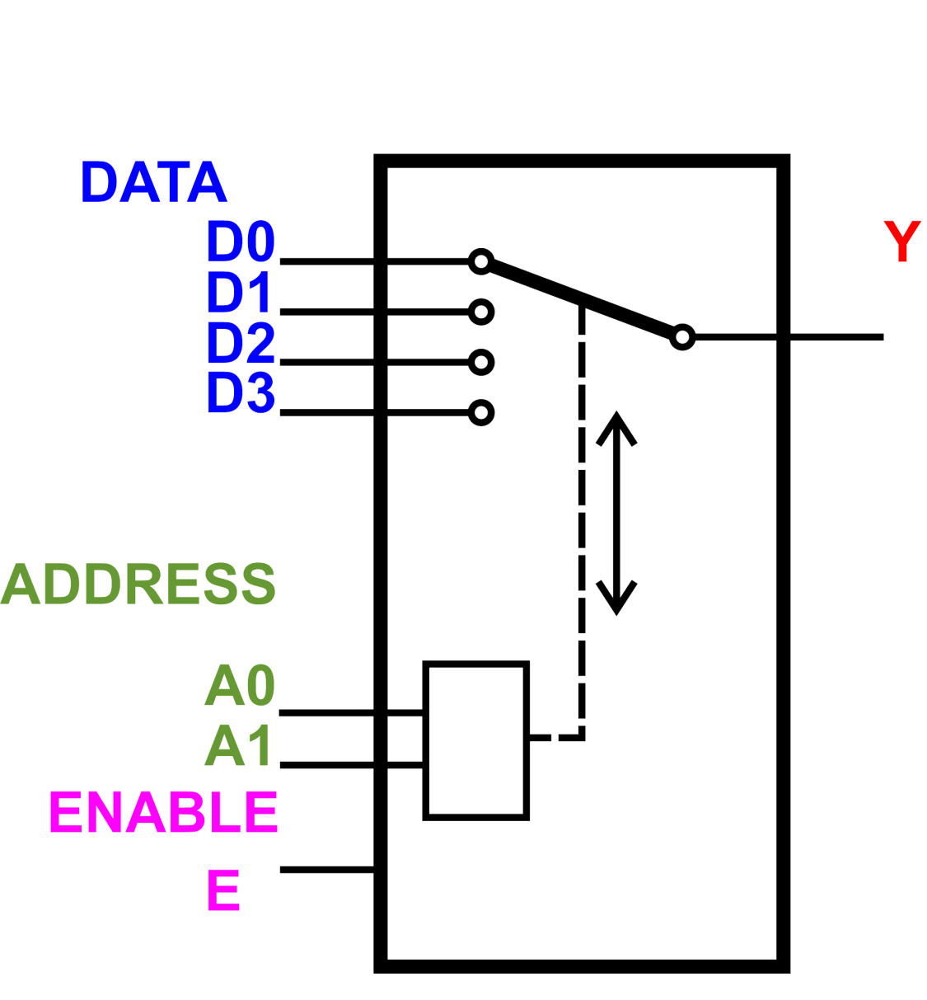 DATA
D0
Y
D1
D2
D3
ADDRESS
A0
A1
ENABLE
E